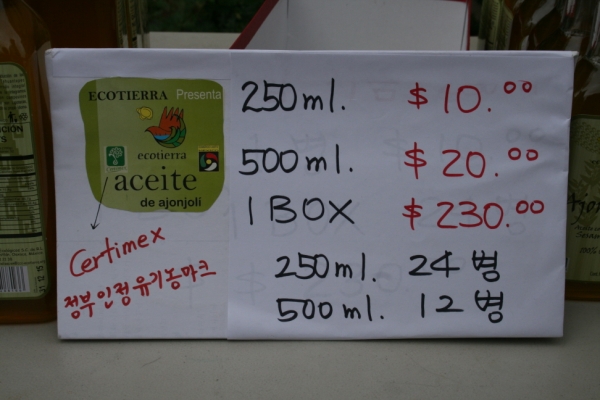 ECOTIERRA Presenta
ecotierra
aceite
de ajonjolí
Certimex
정부인정유기농마크
250ml. $10.00
500ml. $20.00
1 BOX $230.00
250ml. 24병
500ml. 12병